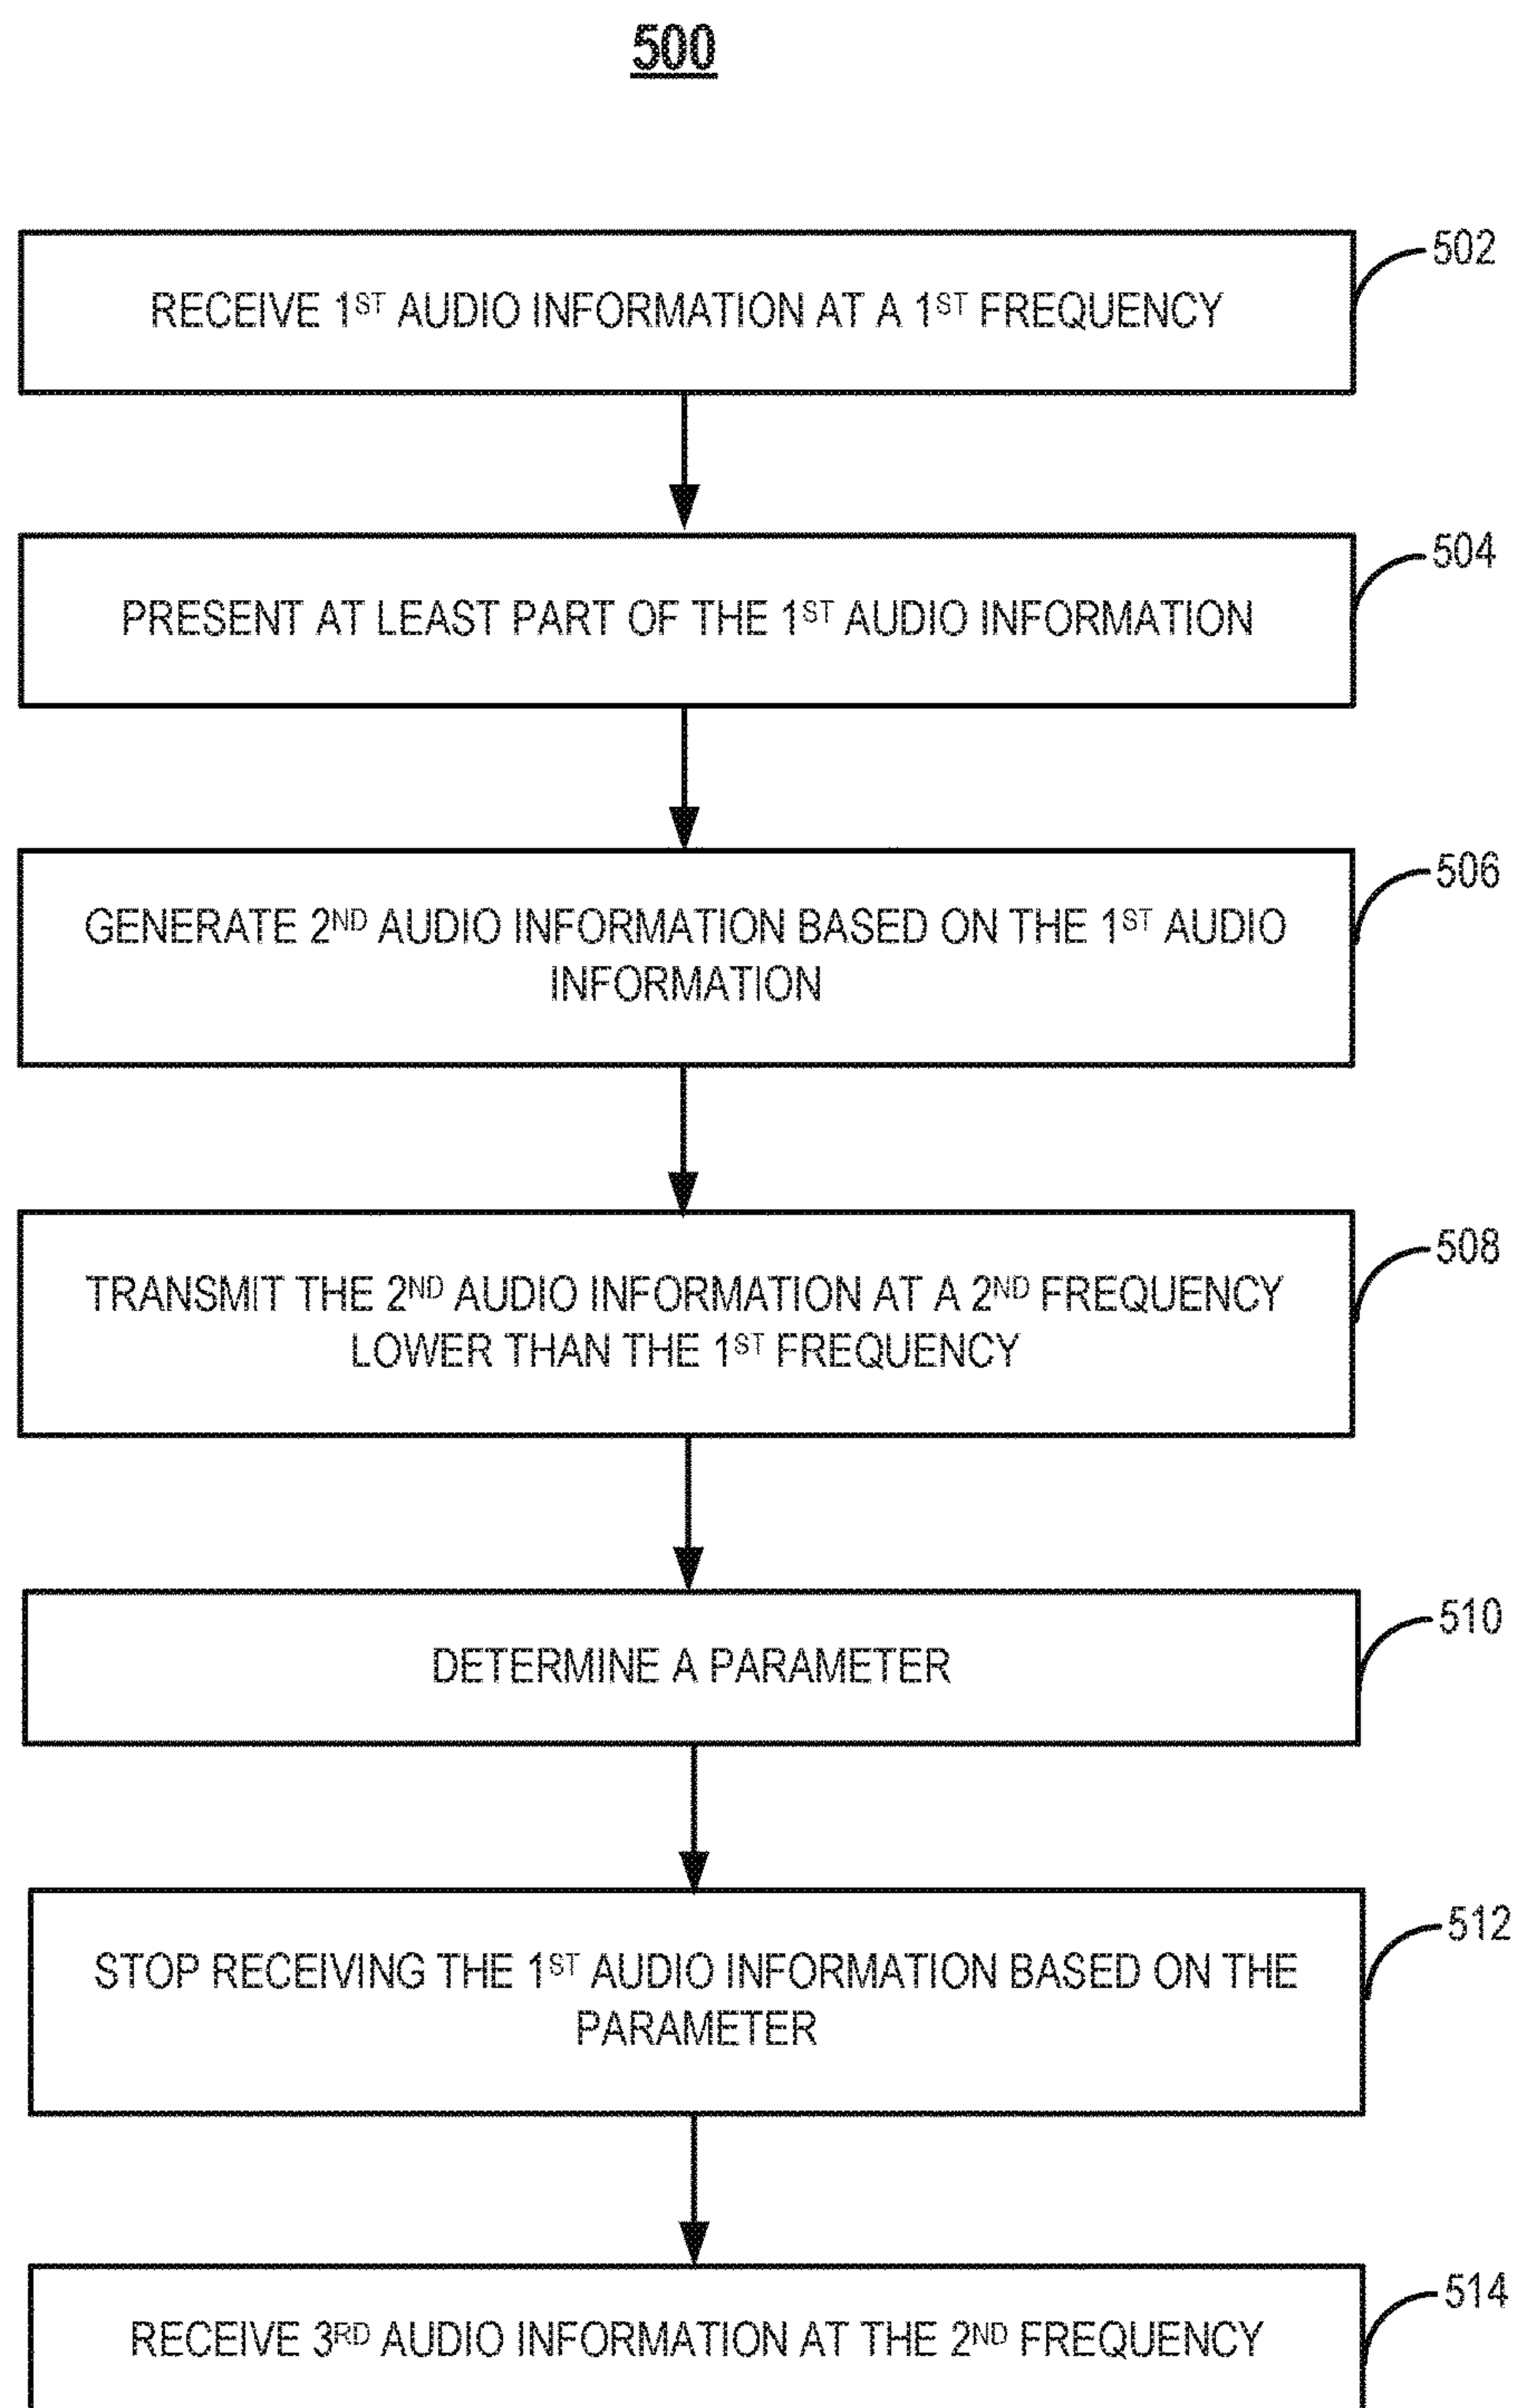 500
RECEIVE 1ST AUDIO INFORMATION AT A 1ST FREQUENCY
502
PRESENT AT LEAST PART OF THE 1ST AUDIO INFORMATION
504
GENERATE 2ND AUDIO INFORMATION BASED ON THE 1ST AUDIO
INFORMATION
506
TRANSMIT THE 2ND AUDIO INFORMATION AT A 2ND FREQUENCY
LOWER THAN THE 1ST FREQUENCY
508
DETERMINE A PARAMETER
510
STOP RECEIVING THE 1ST AUDIO INFORMATION BASED ON THE
PARAMETER
512
RECEIVE 3RD AUDIO INFORMATION AT THE 2ND FREQUENCY
514